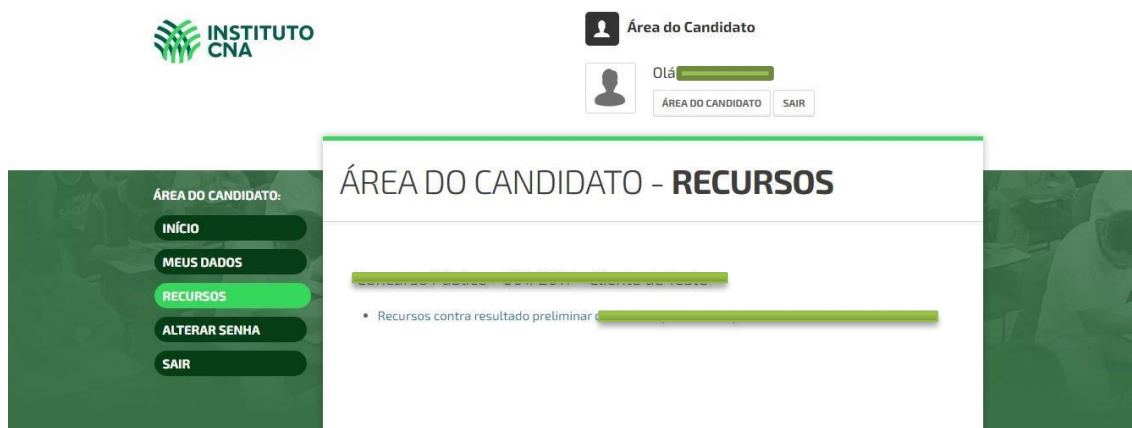 INSTITUTO
CNA
Área do Candidato
Olá
ÁREA DO CANDIDATO
SAIR
ÁREA DO CANDIDATO - RECURSOS
ÁREA DO CANDIDATO:
INÍCIO
MEUS DADOS
RECURSOS
ALTERAR SENHA
SAIR
Recursos contra resultado preliminar